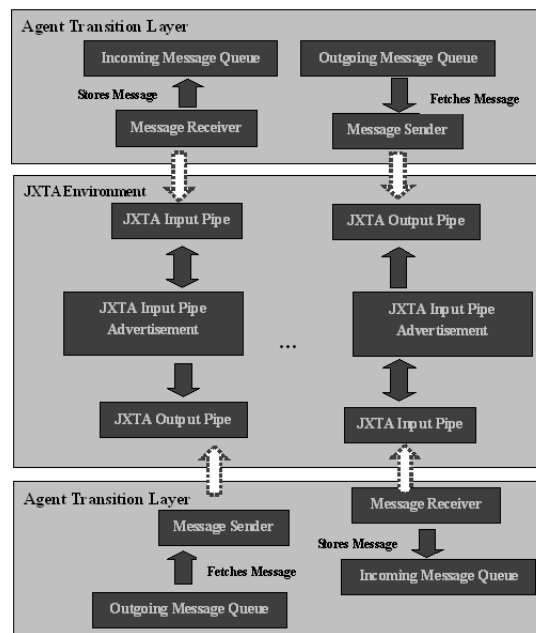 Agent Transition Layer
Incoming Message Queue
Outgoing Message Queue
Stores Message
Fetches Message
Message Receiver
Message Sender
JXTA Environment
JXTA Input Pipe
JXTA Output Pipe
JXTA Input Pipe
Advertisement
JXTA Input Pipe
Advertisement
...
JXTA Output Pipe
JXTA Input Pipe
Agent Transition Layer
Message Sender
Message Receiver
Stores Message
Fetches Message
Incoming Message Queue
Outgoing Message Queue